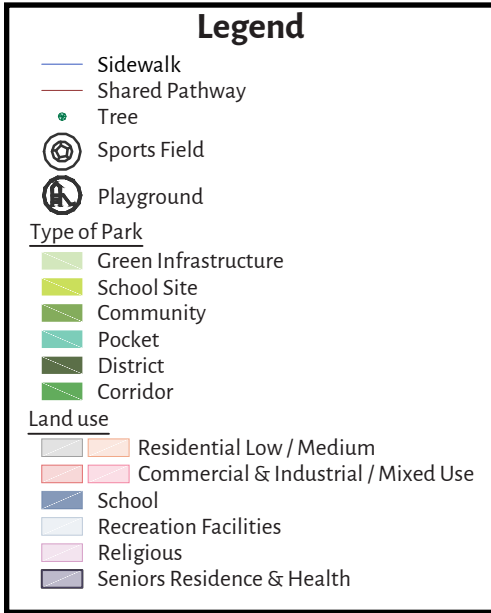 Legend
Sidewalk
Shared Pathway
Tree
Sports Field
Playground
Type of Park
Green Infrastructure
School Site
Community
Pocket
District
Corridor
Land use
Residential Low / Medium
Commercial & Industrial / Mixed Use
School
Recreation Facilities
Religious
Seniors Residence & Health